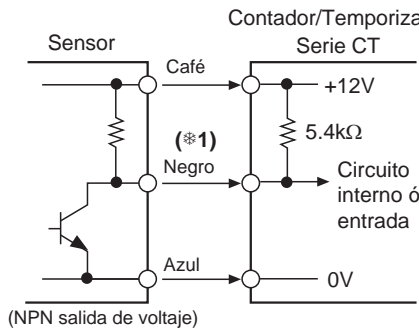 Contador/Temporiza
Sensor
Serie CT
Café
+12V
5.4kΩ
(※1)
Negro
Circuito
interno ó
entrada
Azul
0V
(NPN salida de voltaje)